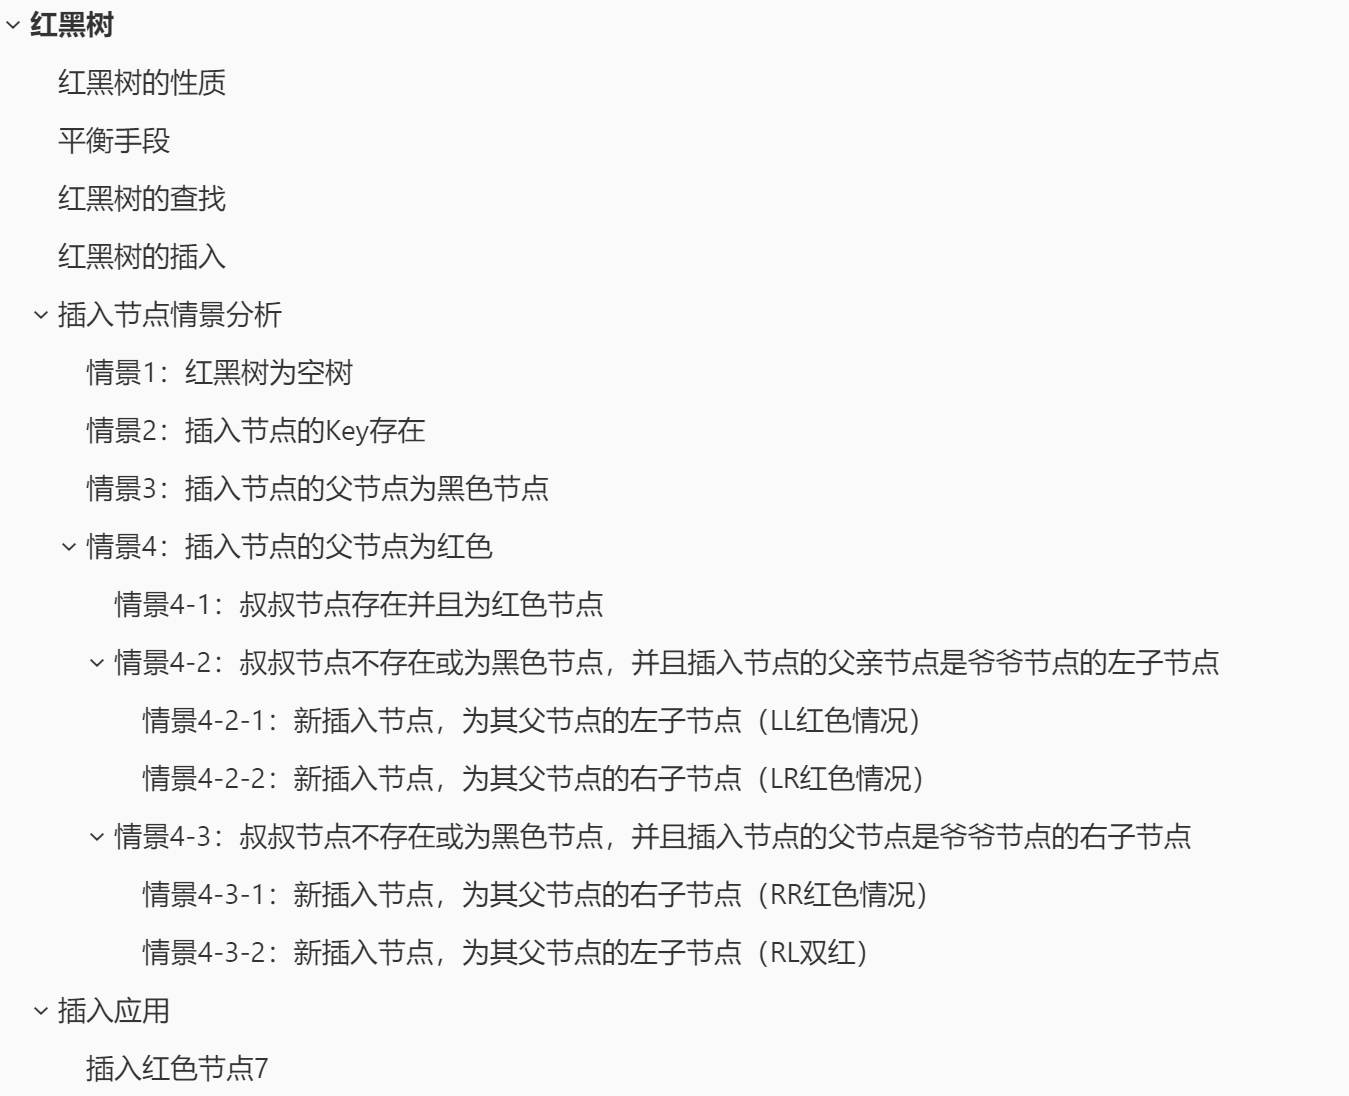 红黑树
红黑树的性质
平衡手段
红黑树的查找
红黑树的插入
插入节点情景分析
情景1：红黑树为空树
情景2：插入节点的Key存在
情景3：插入节点的父节点为黑色节点
情景4：插入节点的父节点为红色
情景4-1：叔叔节点存在并且为红色节点
情景4-2：叔叔节点不存在或为黑色节点，并且插入节点的父亲节点是爷爷节点的左子节点
情景4-2-1：新插入节点，为其父节点的左子节点（LL红色情况）
情景4-2-2：新插入节点，为其父节点的右子节点（LR红色情况）
情景4-3：叔叔节点不存在或为黑色节点，并且插入节点的父节点是爷爷节点的右子节点
情景4-3-1：新插入节点，为其父节点的右子节点（RR红色情况）
情景4-3-2：新插入节点，为其父节点的左子节点（RL双红）
插入应用
插入红色节点7